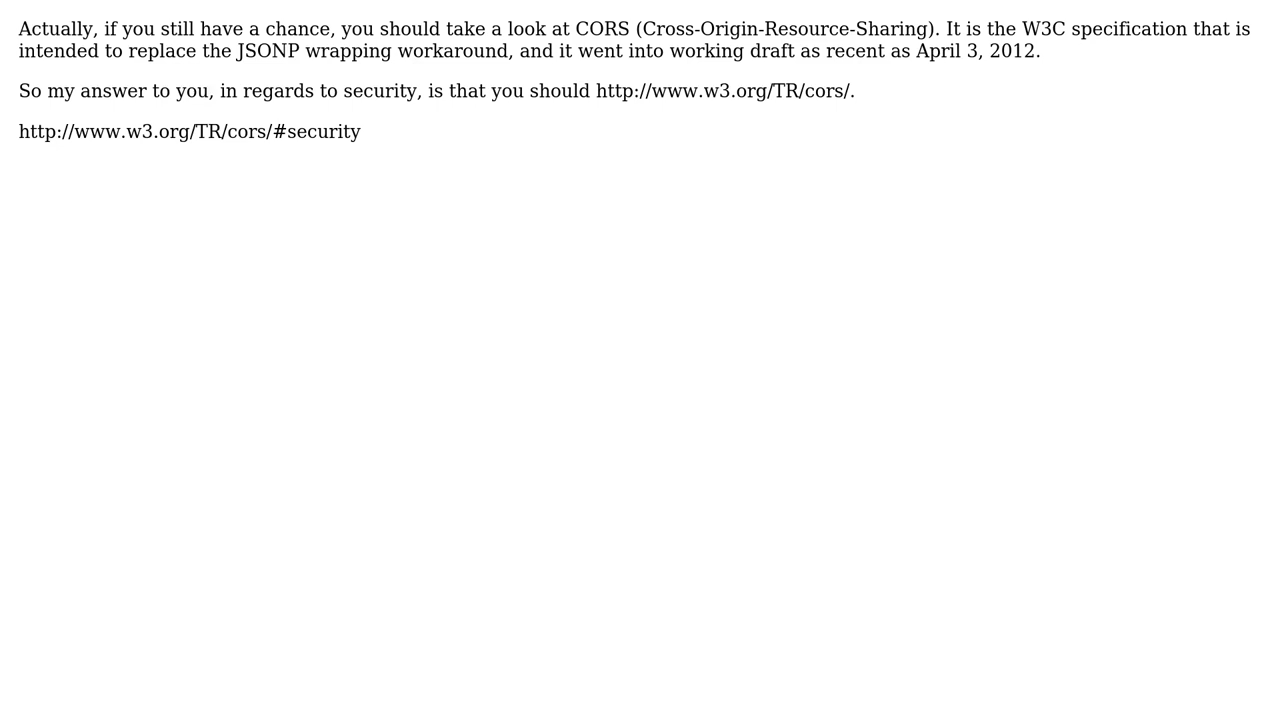 Actually, if you still have a chance, you should take a look at CORS (Cross-Origin-Resource-Sharing). It is the W3C specification that is
intended to replace the JSONP wrapping workaround, and it went into working draft as recent as April 3, 2012.
So my answer to you, in regards to security, is that you should http://www.w3.org/TR/cors/.
http://www.w3.org/TR/cors/#security